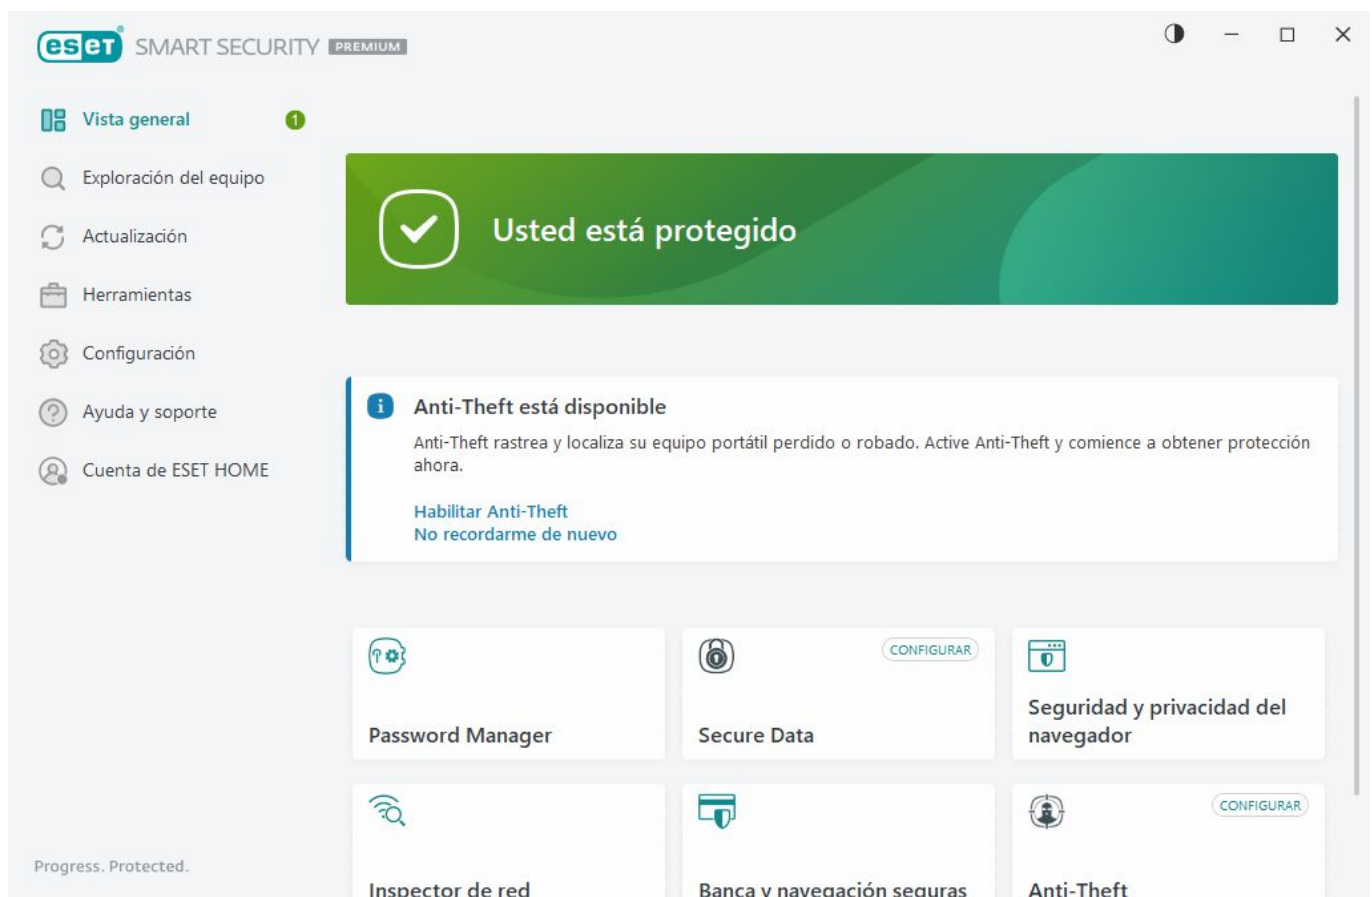 eseT® SMART SECURITY PREMIUM
Vista general 1
Exploración del equipo
Actualización
Herramientas
Configuración
Ayuda y soporte
Cuenta de ESET HOME
Progress. Protected.
Usted está protegido
i Anti-Theft está disponible
Anti-Theft rastrea y localiza su equipo portátil perdido o robado. Active Anti-Theft y comience a obtener protección
ahora.
Habilitar Anti-Theft
No recordarme de nuevo
Password Manager
CONFIGURAR
Secure Data
Seguridad y privacidad del
navegador
Inspector de red
Banca y navegación seguras
CONFIGURAR
Anti-Theft